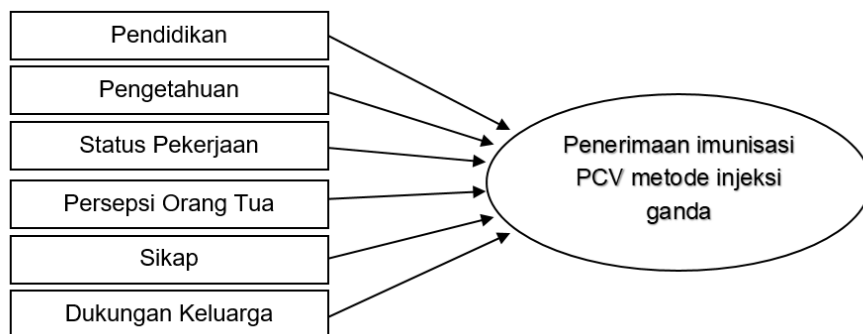 Pendidikan
Pengetahuan
Status Pekerjaan
Persepsi Orang Tua
Sikap
Dukungan Keluarga
Penerimaan imunisasi
PCV metode injeksi
ganda